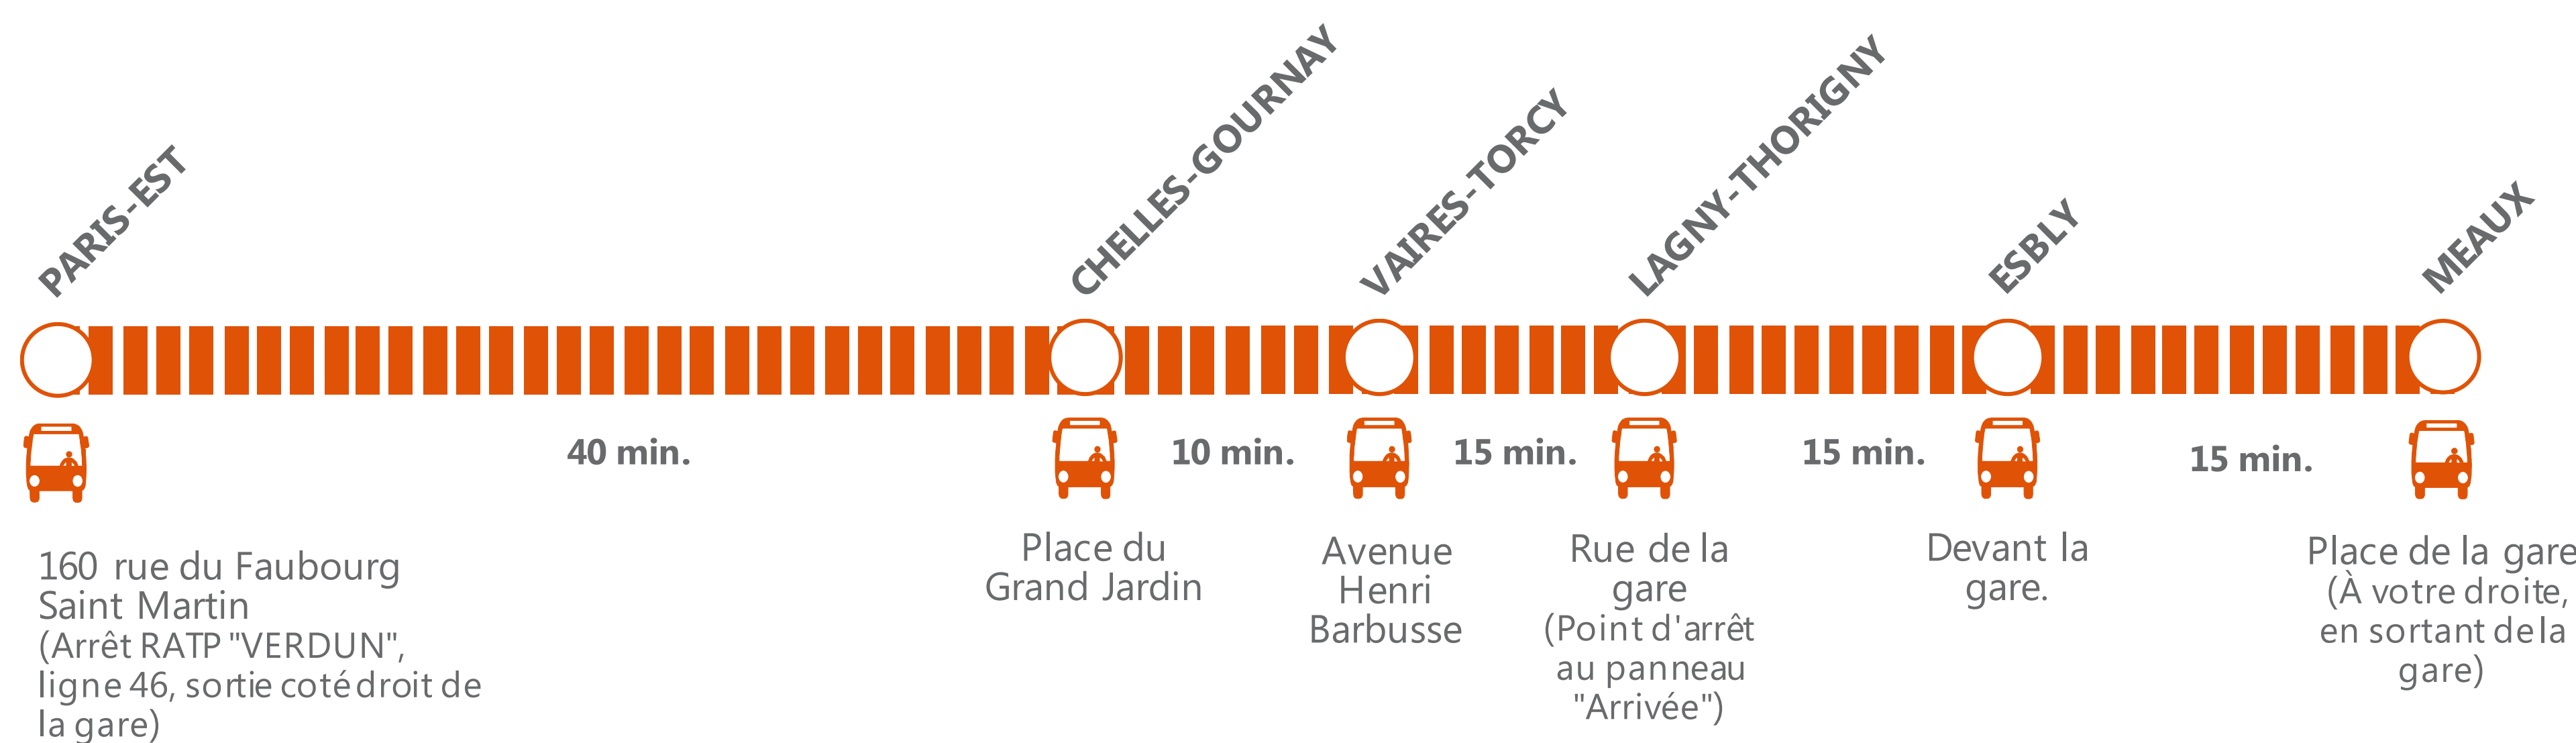 PARIS-EST
CHELLES-GOURNAY
VAIRES-TORCY
LAGNY-THORIGNY
ESBLY
MEAUX
40 min.
10 min.
15 min.
15 min.
15 min.
160 rue du Faubourg
Saint Martin
(Arrêt RATP "VERDUN",
ligne 46, sortie coté droit de
la gare)
Place du
Grand Jardin
Avenue
Henri
Barbusse
Rue de la
gare
(Point d'arrêt
au panneau
"Arrivée")
Devant la
gare.
Place de la gare
(À votre droite,
en sortant de la
gare)